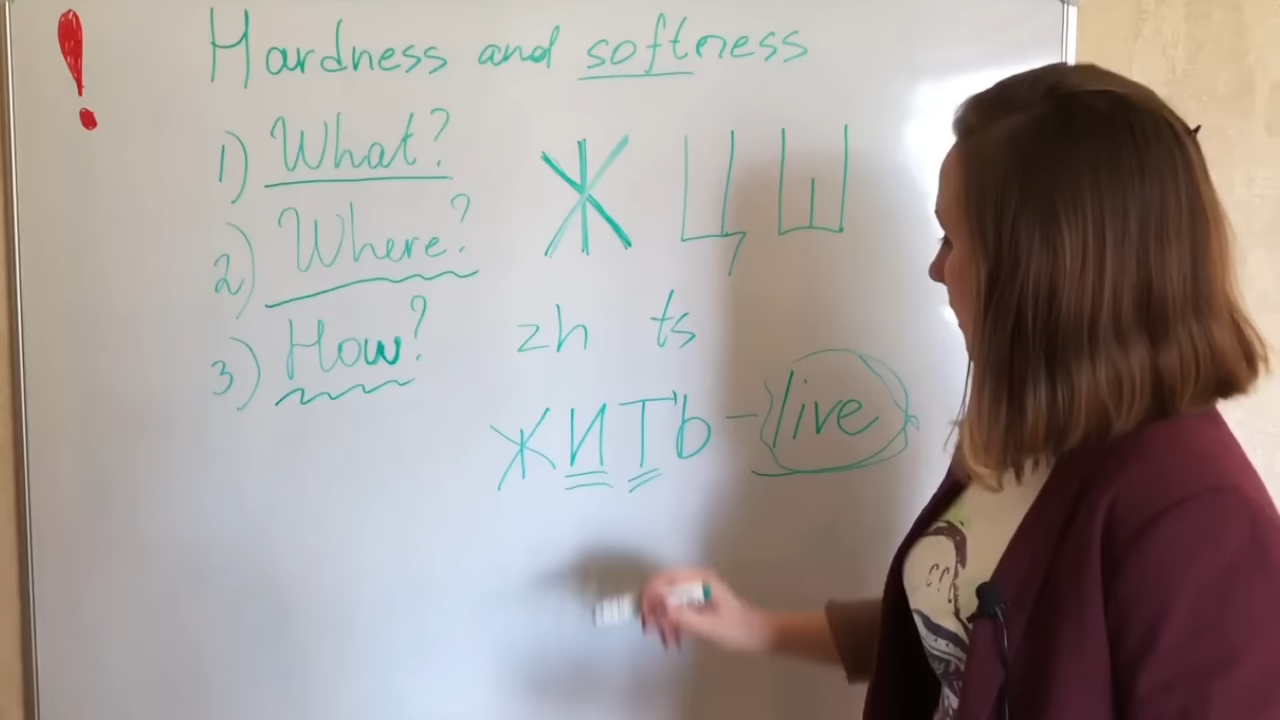 ! Hardness and softness
1) What?
Ж Ц Ш
2) Where?
3) How?
zh ts
ЖИТЬ - live